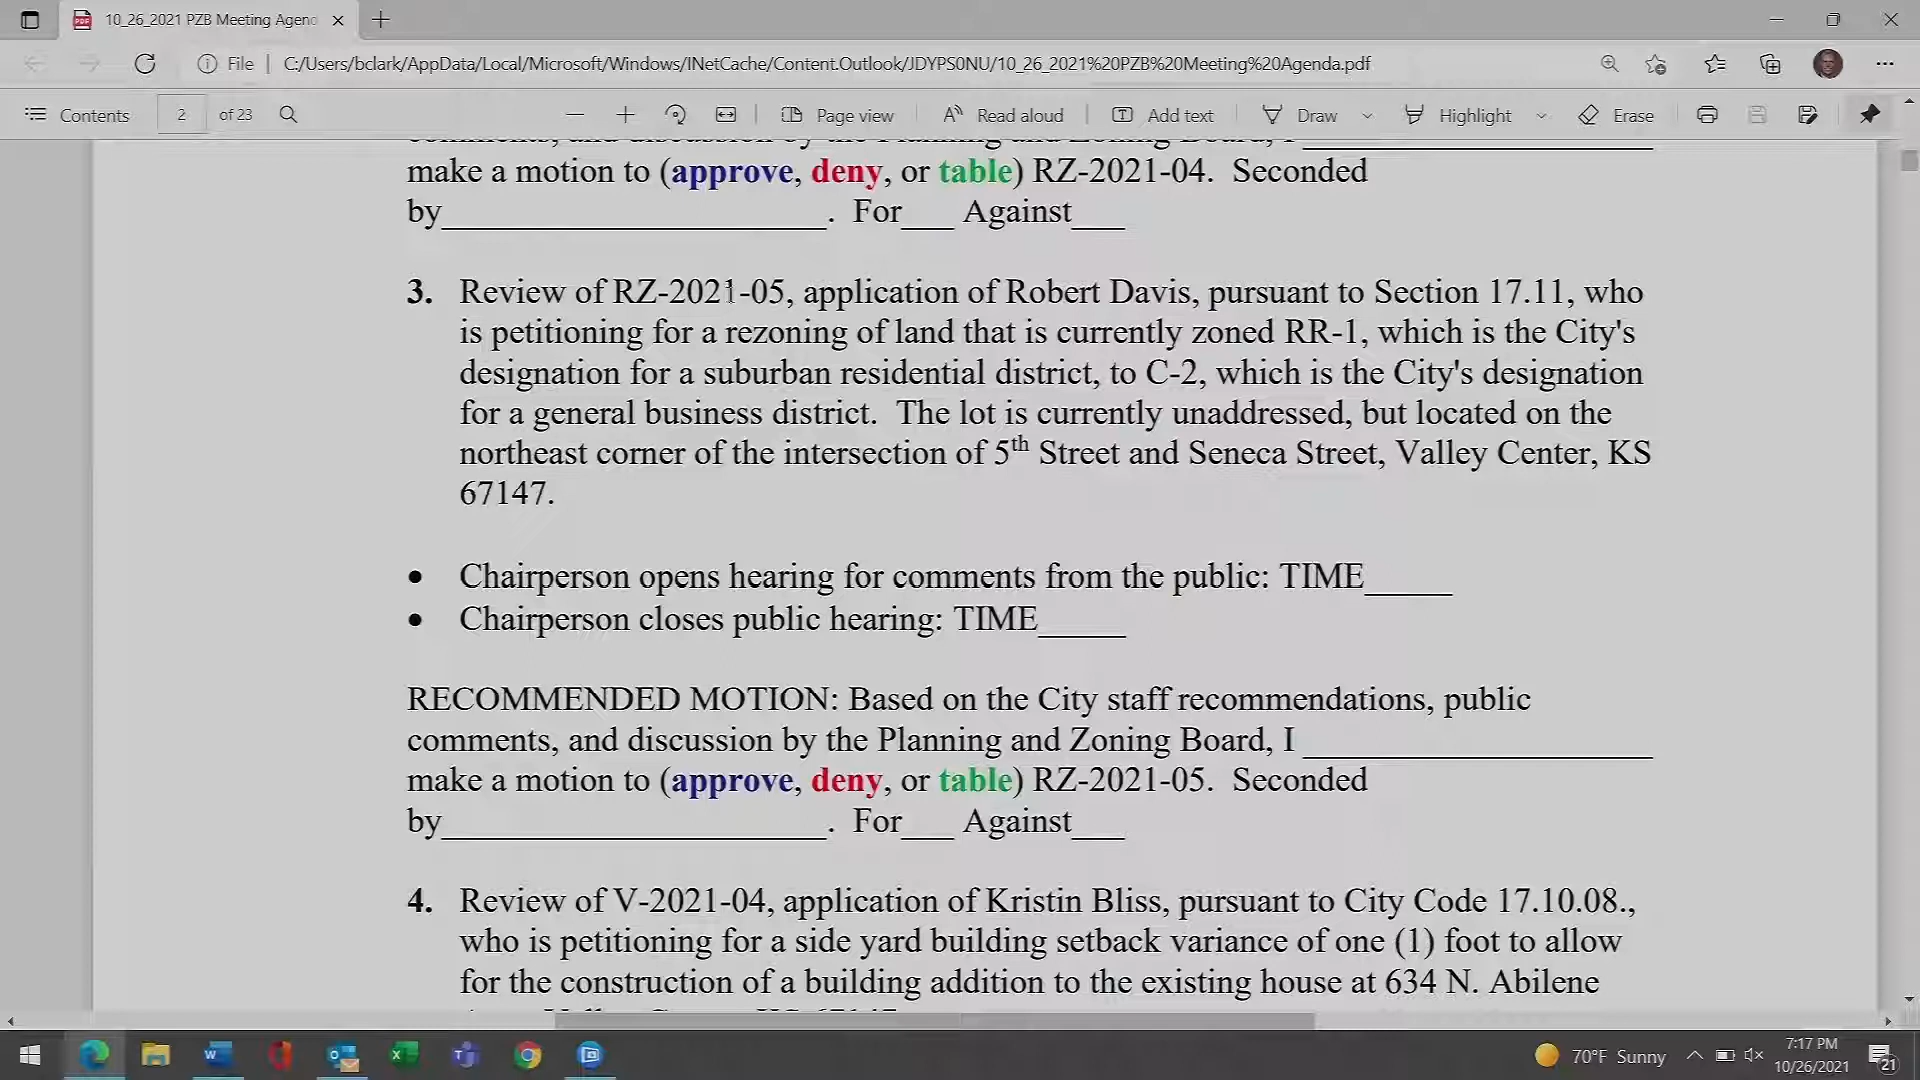 10_26_2021 PZB Meeting Agen
File
C:/Users/bclark/AppData/Local/Microsoft/Windows/INetCache/Content.Outlook/JDYPS0NU/10_26_2021%20PZB%20Meeting%20Agenda.pdf
Contents 2 of 23 Page view Read aloud Add text Draw Highlight Erase
comments, and discussion by the Planning and Zoning Board, I
make a motion to (approve, deny, or table) RZ-2021-04. Seconded
by______________________. For___ Against___
3. Review of RZ-2021-05, application of Robert Davis, pursuant to Section 17.11, who
is petitioning for a rezoning of land that is currently zoned RR-1, which is the City's
designation for a suburban residential district, to C-2, which is the City's designation
for a general business district. The lot is currently unaddressed, but located on the
northeast corner of the intersection of 5th Street and Seneca Street, Valley Center, KS
67147.
• Chairperson opens hearing for comments from the public: TIME_____
• Chairperson closes public hearing: TIME_____
RECOMMENDED MOTION: Based on the City staff recommendations, public
comments, and discussion by the Planning and Zoning Board, I ____________________
make a motion to (approve, deny, or table) RZ-2021-05. Seconded
by______________________. For___ Against___
4. Review of V-2021-04, application of Kristin Bliss, pursuant to City Code 17.10.08.,
who is petitioning for a side yard building setback variance of one (1) foot to allow
for the construction of a building addition to the existing house at 634 N. Abilene
70°F Sunny
7:17 PM
10/26/2021
21